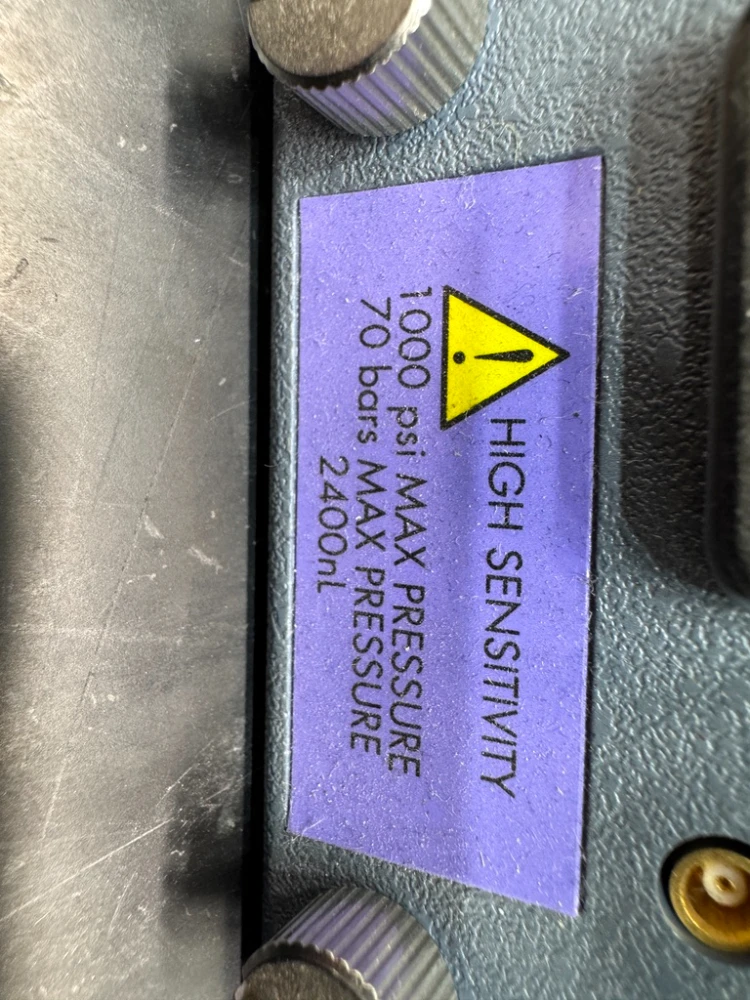 HIGH SENSITIVITY
1000 psi MAX PRESSURE
70 bars MAX PRESSURE
2400nl